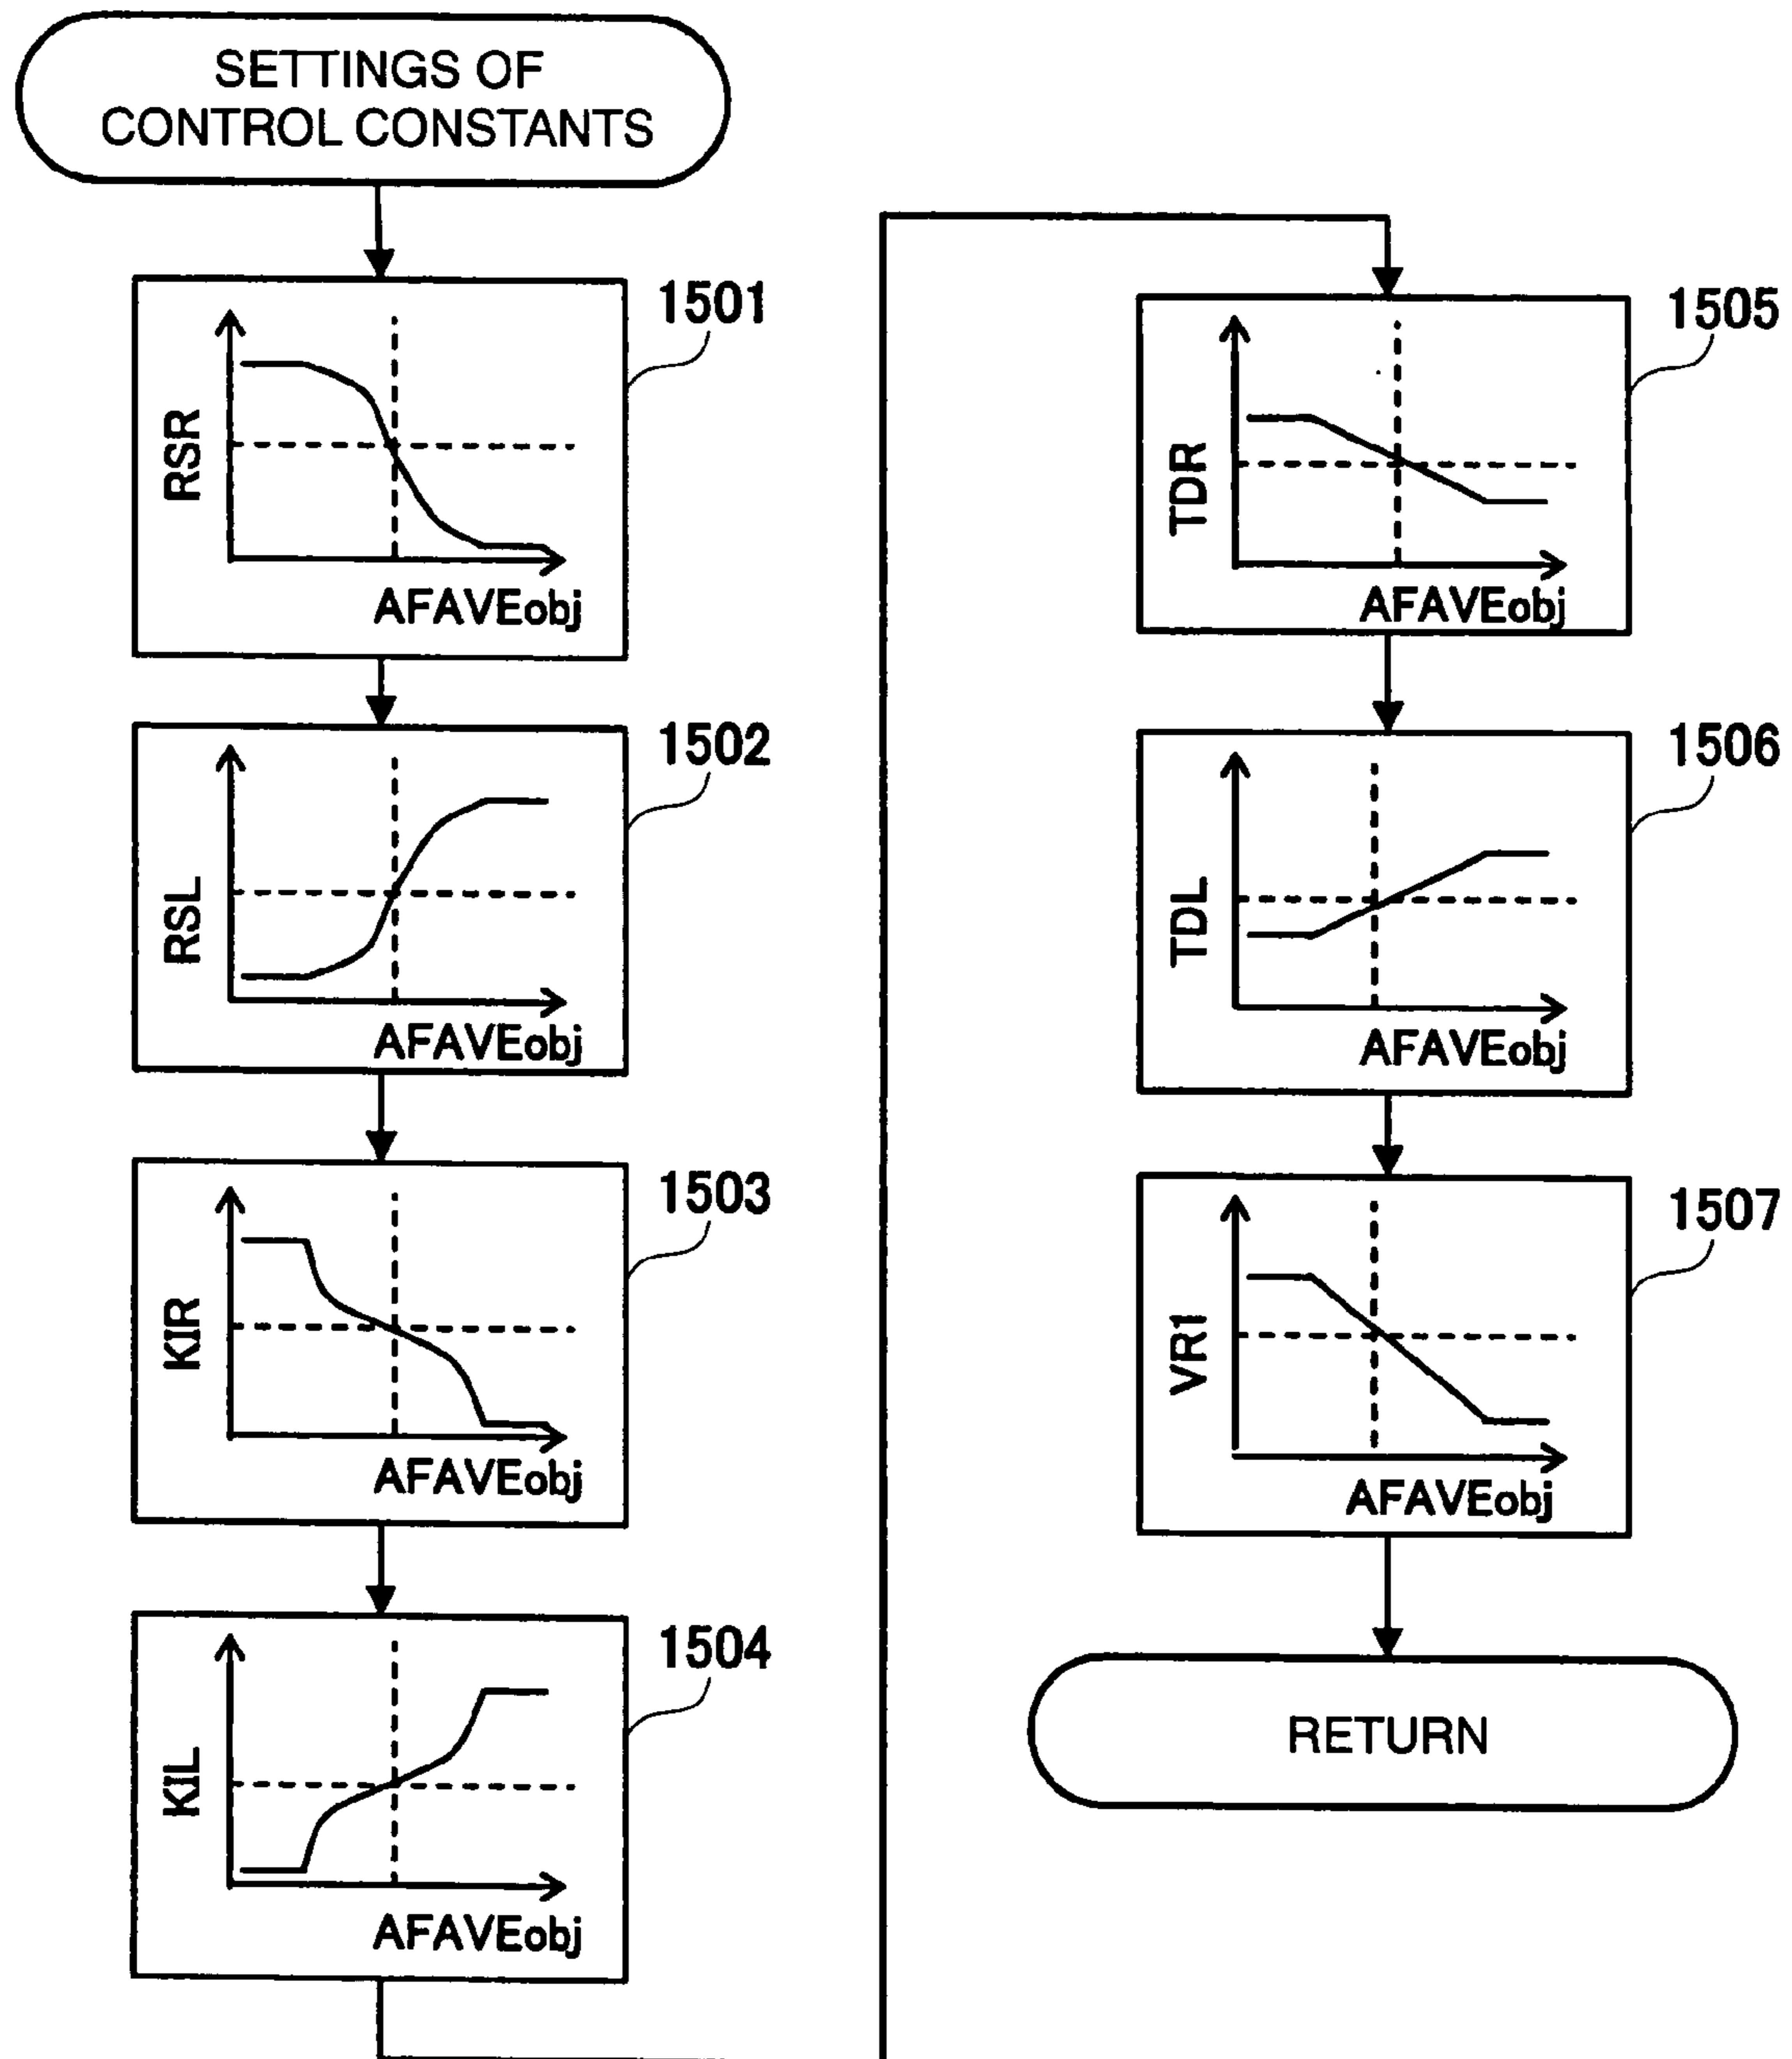 SETTINGS OF
CONTROL CONSTANTS
1501
RSR
AFAVEobj
1502
RSL
AFAVEobj
1503
KIR
AFAVEobj
1504
KIL
AFAVEobj
1505
TDR
AFAVEobj
1506
TDL
AFAVEobj
1507
VR1
AFAVEobj
RETURN